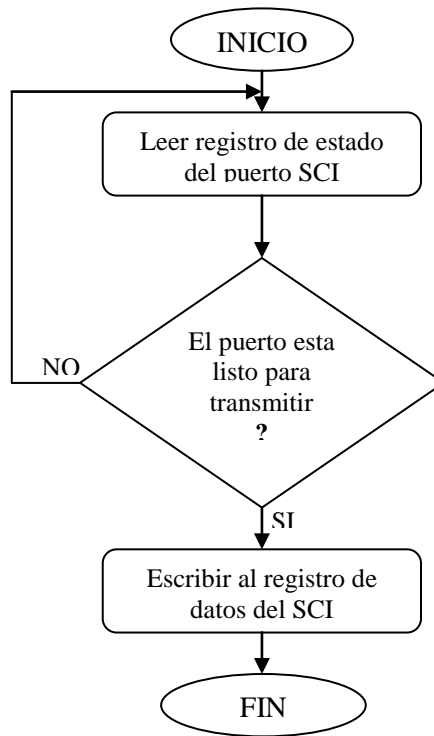 INICIO
Leer registro de estado
del puerto SCI
El puerto esta
listo para
transmitir
?
NO
SI
Escribir al registro de
datos del SCI
FIN